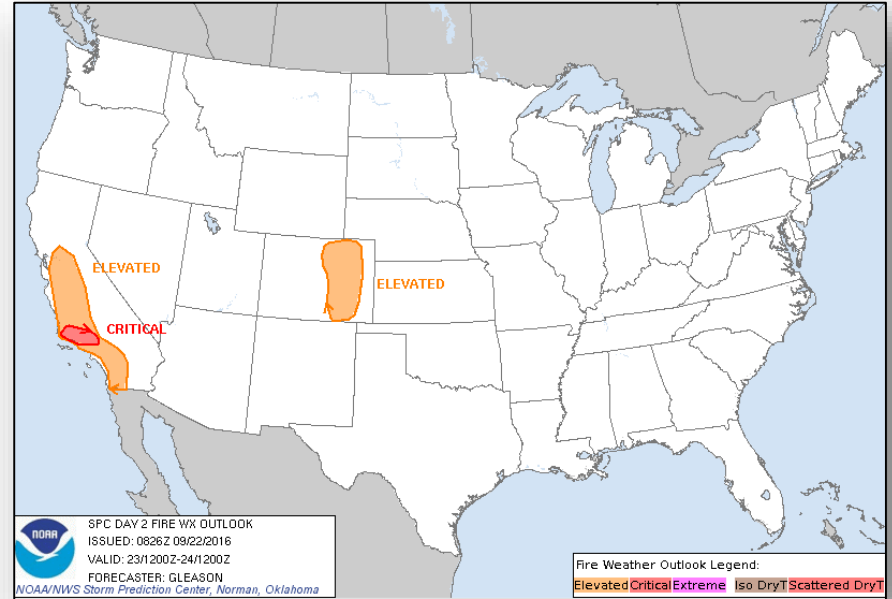 ELEVATED
ELEVATED
CRITICAL
NOAA
SPC DAY 2 FIRE WX OUTLOOK
ISSUED: 0826Z 09/22/2016
VALID: 23/1200Z-24/1200Z
FORECASTER: GLEASON
NOAA/NWS Storm Prediction Center, Norman, Oklahoma
Fire Weather Outlook Legend:
Elevated Critical Extreme Iso DryT Scattered DryT